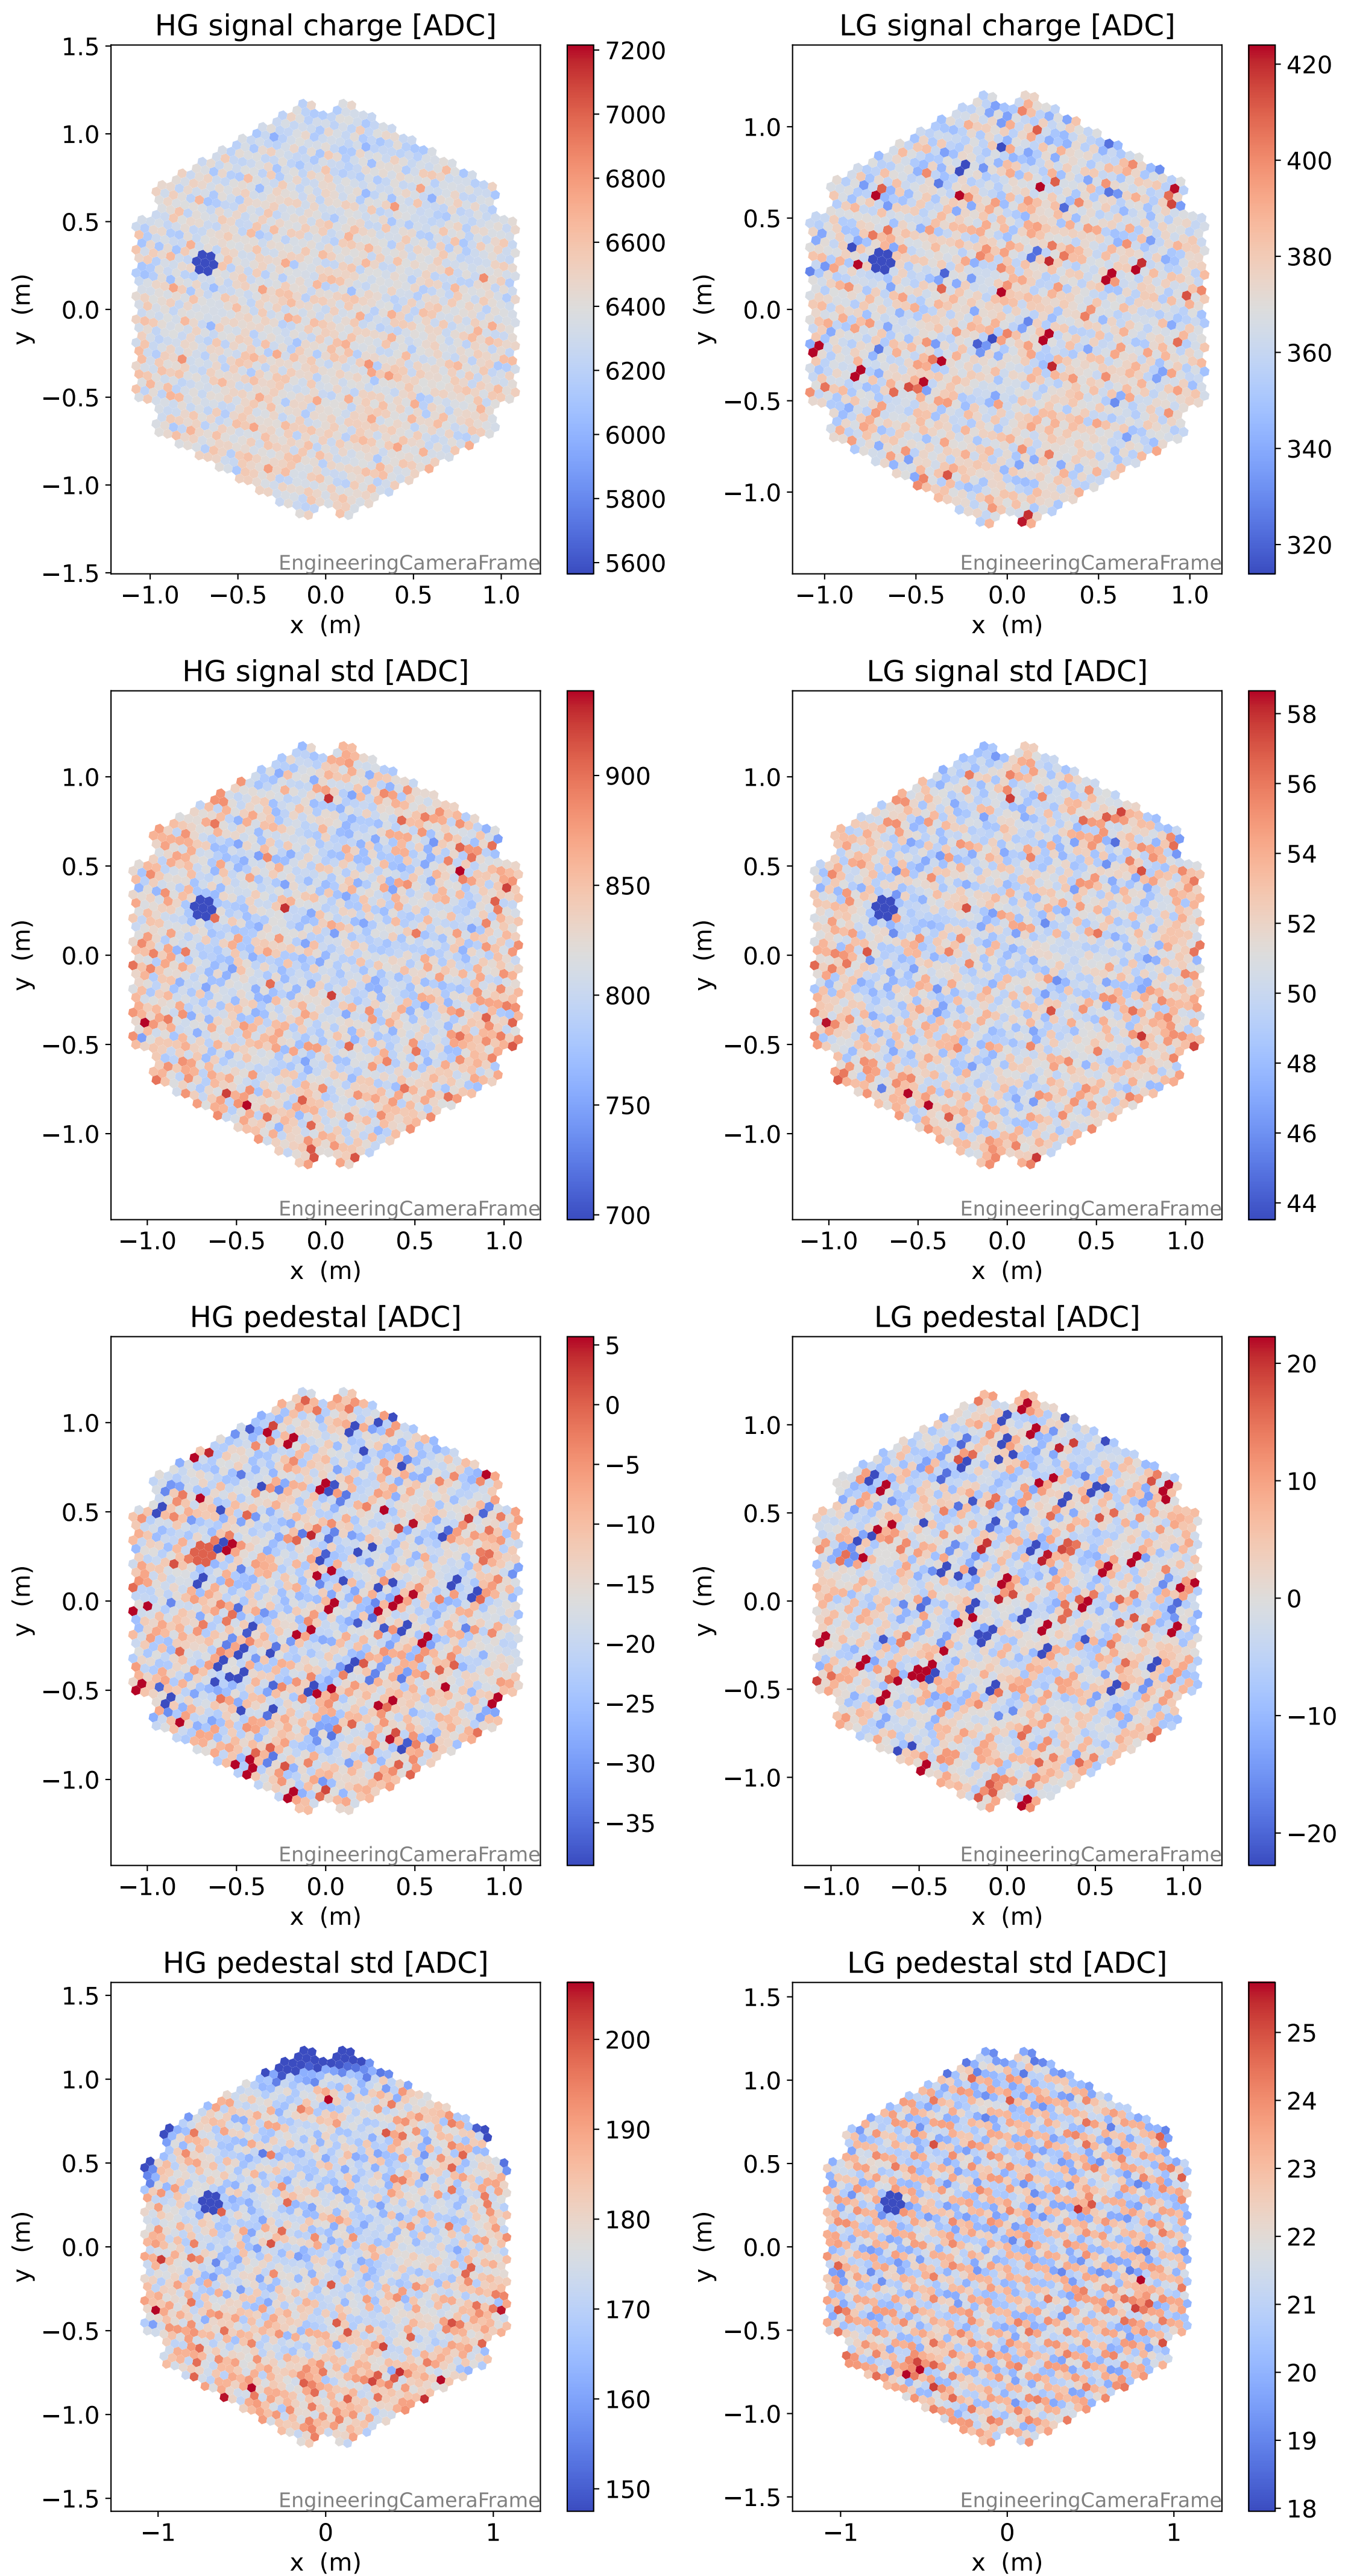 HG signal charge [ADC]
1.5
1.0
0.5
0.0
−0.5
−1.0
−1.5
y (m)
−1.0 −0.5 0.0 0.5 1.0
x (m)
EngineeringCameraFrame
7200
7000
6800
6600
6400
6200
6000
5800
5600
LG signal charge [ADC]
1.0
0.5
0.0
−0.5
−1.0
y (m)
−1.0 −0.5 0.0 0.5 1.0
x (m)
EngineeringCameraFrame
420
400
380
360
340
320
HG signal std [ADC]
1.0
0.5
0.0
−0.5
−1.0
y (m)
−1.0 −0.5 0.0 0.5 1.0
x (m)
EngineeringCameraFrame
900
850
800
750
700
LG signal std [ADC]
1.0
0.5
0.0
−0.5
−1.0
y (m)
−1.0 −0.5 0.0 0.5 1.0
x (m)
EngineeringCameraFrame
58
56
54
52
50
48
46
44
HG pedestal [ADC]
1.0
0.5
0.0
−0.5
−1.0
y (m)
−1.0 −0.5 0.0 0.5 1.0
x (m)
EngineeringCameraFrame
5
0
−5
−10
−15
−20
−25
−30
−35
LG pedestal [ADC]
1.0
0.5
0.0
−0.5
−1.0
y (m)
−1.0 −0.5 0.0 0.5 1.0
x (m)
EngineeringCameraFrame
20
10
0
−10
−20
HG pedestal std [ADC]
1.5
1.0
0.5
0.0
−0.5
−1.0
−1.5
y (m)
−1 0 1
x (m)
EngineeringCameraFrame
200
190
180
170
160
150
LG pedestal std [ADC]
1.5
1.0
0.5
0.0
−0.5
−1.0
−1.5
y (m)
−1 0 1
x (m)
EngineeringCameraFrame
25
24
23
22
21
20
19
18